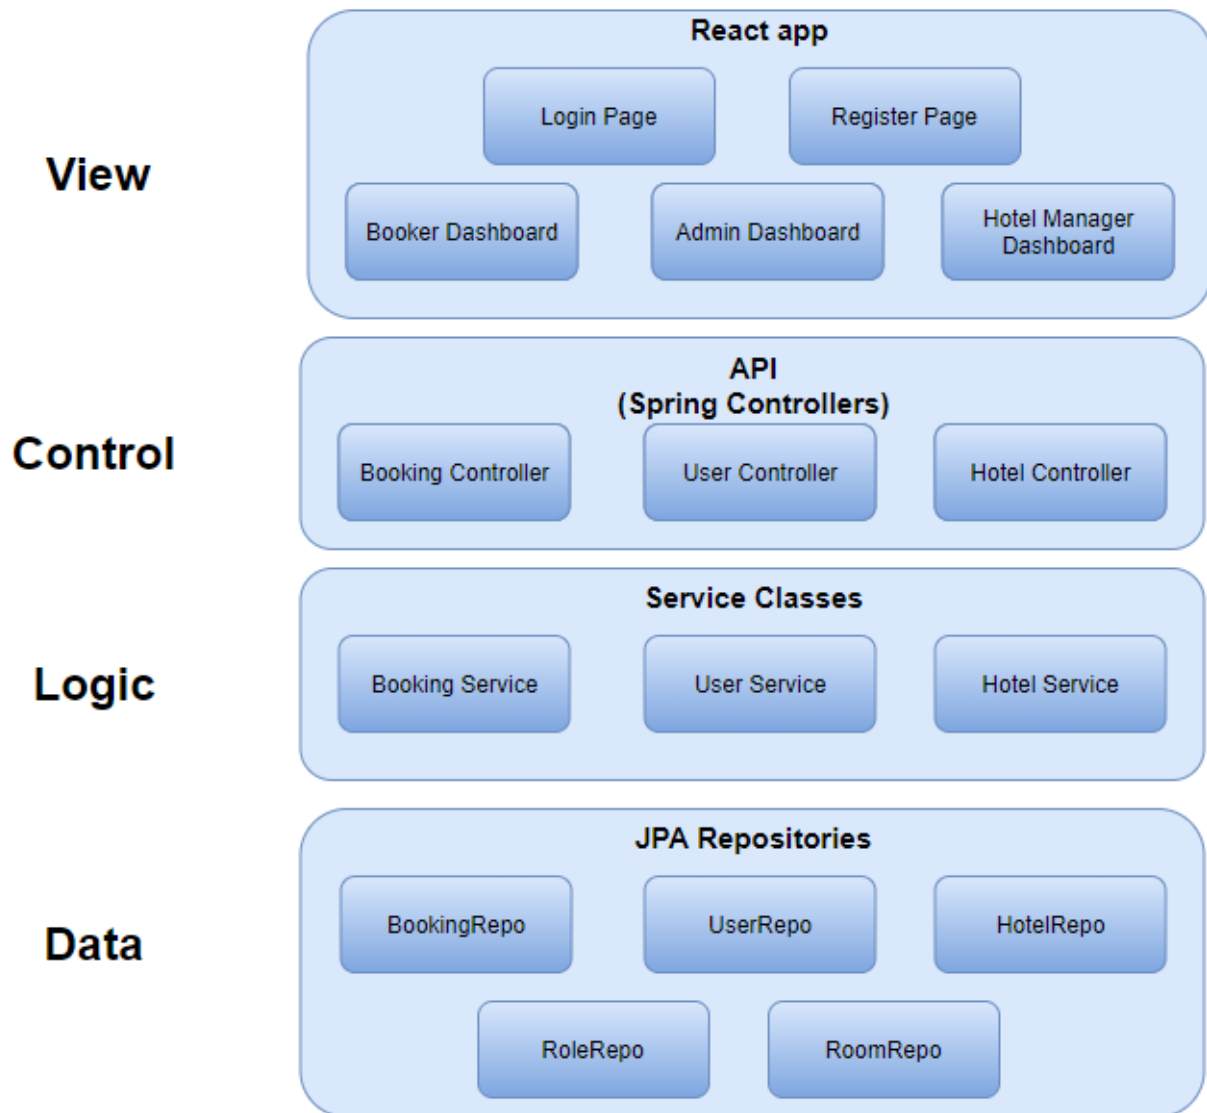 React app
Login Page
Register Page
View
Booker Dashboard
Admin Dashboard
Hotel Manager
Dashboard
API
(Spring Controllers)
Control
Booking Controller
User Controller
Hotel Controller
Service Classes
Logic
Booking Service
User Service
Hotel Service
JPA Repositories
Data
BookingRepo
UserRepo
HotelRepo
RoleRepo
RoomRepo